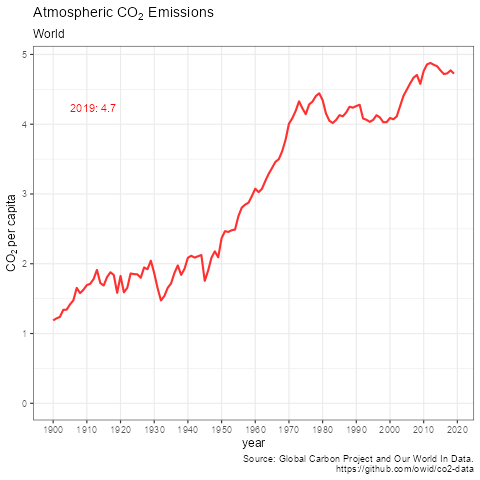 Atmospheric CO₂ Emissions
World
5
4
3
2
1
0
2019: 4.7
CO₂ per capita
1900 1910 1920 1930 1940 1950 1960 1970 1980 1990 2000 2010 2020
year
Source: Global Carbon Project and Our World In Data.
https://github.com/owid/co2-data